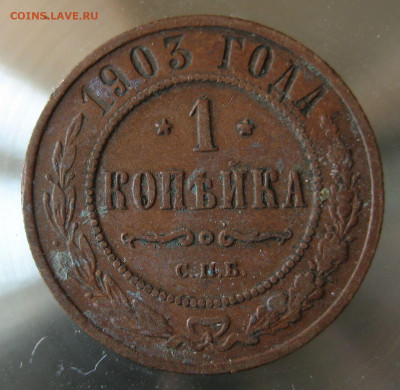 COINS.LAVE.RU
1903 ГОДА
* 1 *
КОПѢЙКА
С.П.Б.